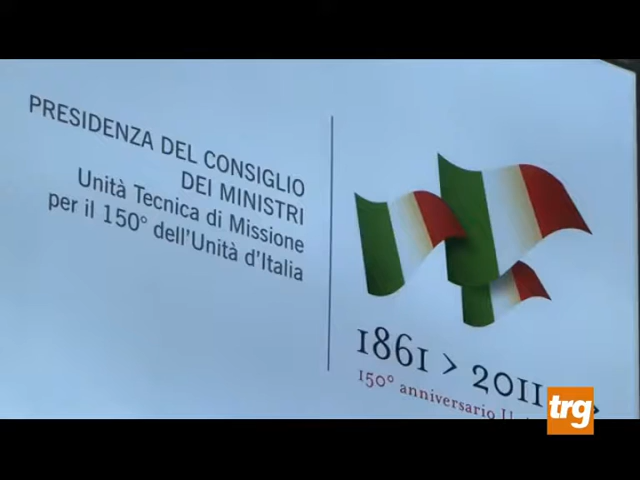 PRESIDENZA DEL CONSIGLIO
DEI MINISTRI
Unità Tecnica di Missione
per il 150° dell'Unità d'Italia
1861 > 2011
150° anniversario
trg